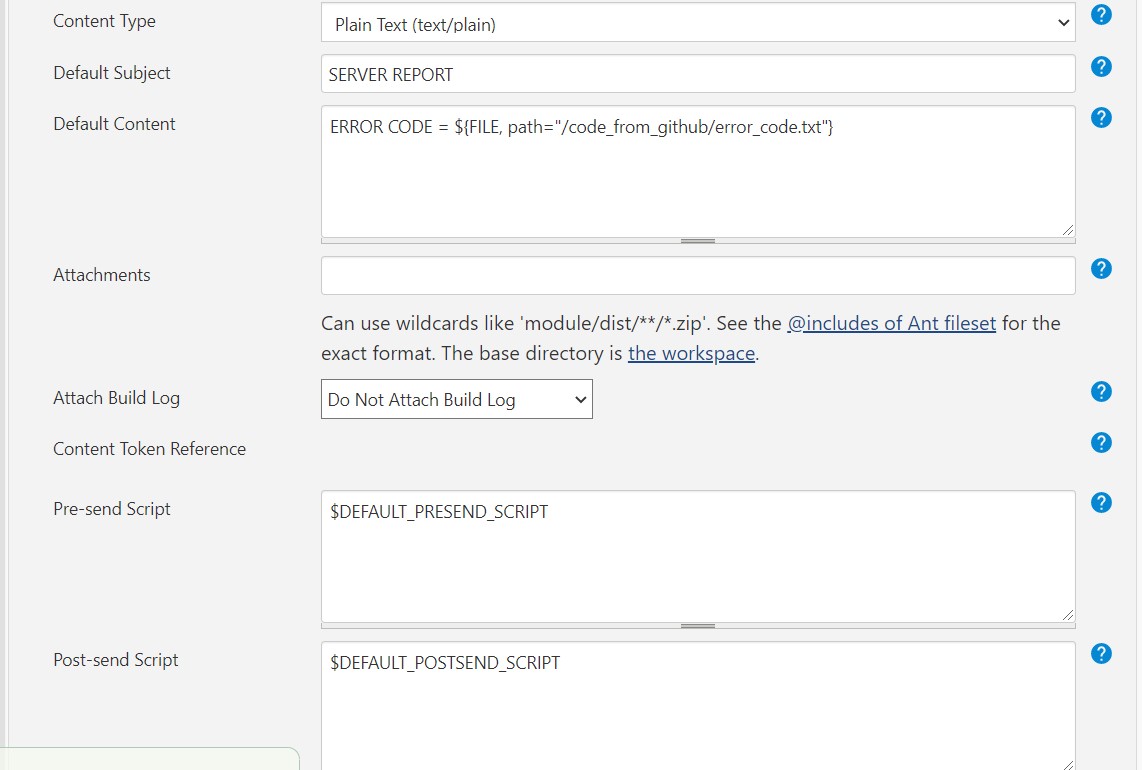 Content Type
Plain Text (text/plain)
?
Default Subject
SERVER REPORT
?
Default Content
ERROR CODE = ${FILE, path="/code_from_github/error_code.txt"}
?
Attachments
?
Can use wildcards like 'module/dist/**/*.zip'. See the @includes of Ant fileset for the
exact format. The base directory is the workspace.
Attach Build Log
Do Not Attach Build Log
?
Content Token Reference
?
Pre-send Script
$DEFAULT_PRESEND_SCRIPT
?
Post-send Script
$DEFAULT_POSTSEND_SCRIPT
?